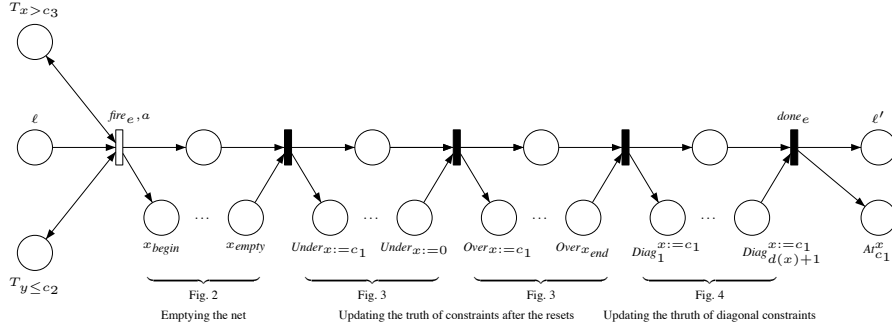 T_{x>c_3}
ℓ fire_e, a done_e ℓ′
x_{begin} ... x_{empty} Under_{x:=c_1} ... Under_{x:=0} Over_{x:=c_1} ... Over_{x_{end}} Diag_1^{x:=c_1} ... Diag_{d(x)+1}^{x:=c_1} At_{c_1}^x
T_{y≤c_2}
Fig. 2 Fig. 3 Fig. 3 Fig. 4
Emptying the net Updating the truth of constraints after the resets Updating the thruth of diagonal constraints